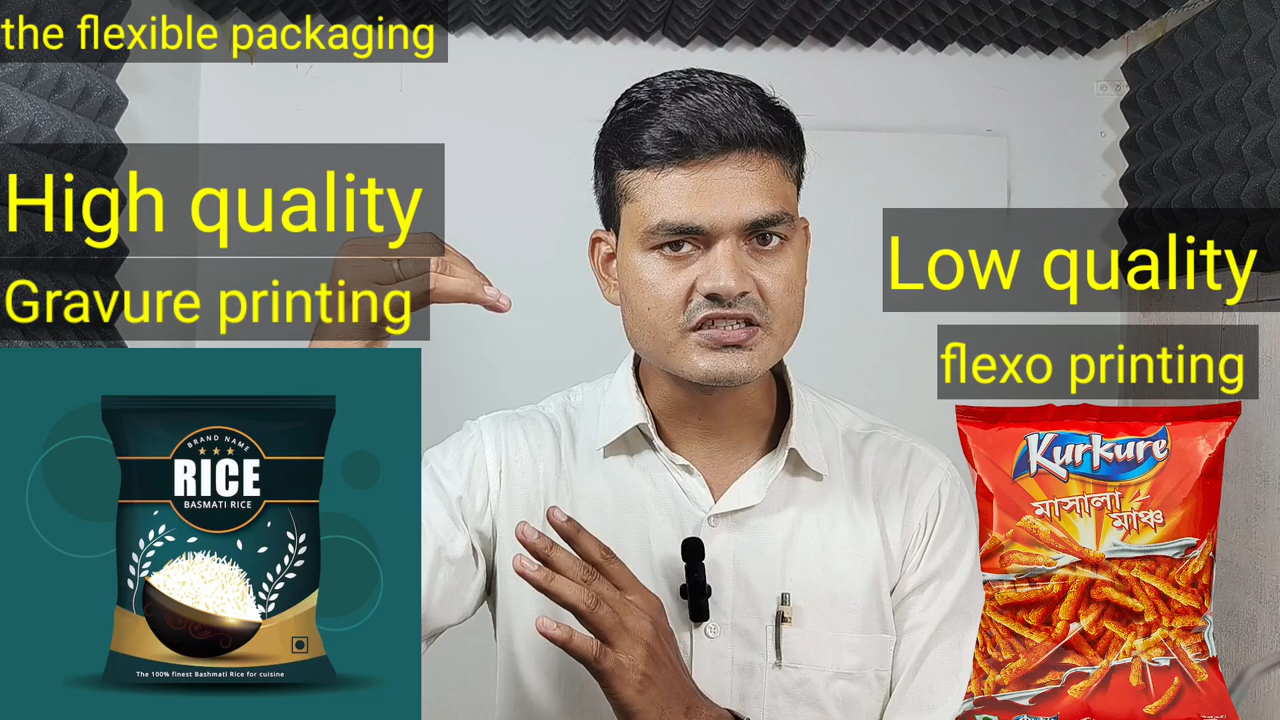 the flexible packaging
High quality
Gravure printing
BRAND NAME
RICE
BASMATI RICE
The 100% finest Bashmati Rice for cuisine
Low quality
flexo printing
Kurkure
মাসালা
মাঞ্চ